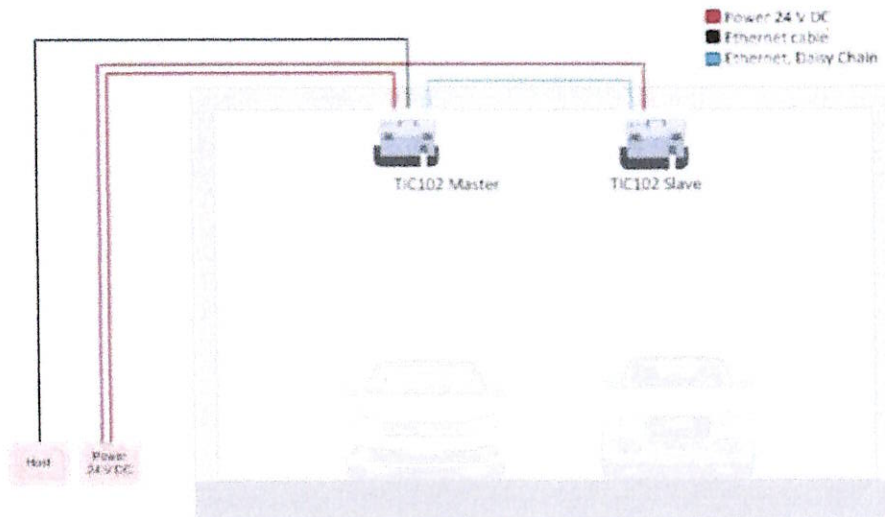 Power 24 V DC
Ethernet cable
Ethernet, Daisy Chain
TIC102 Master
TIC102 Slave
Host
Power
24 V DC